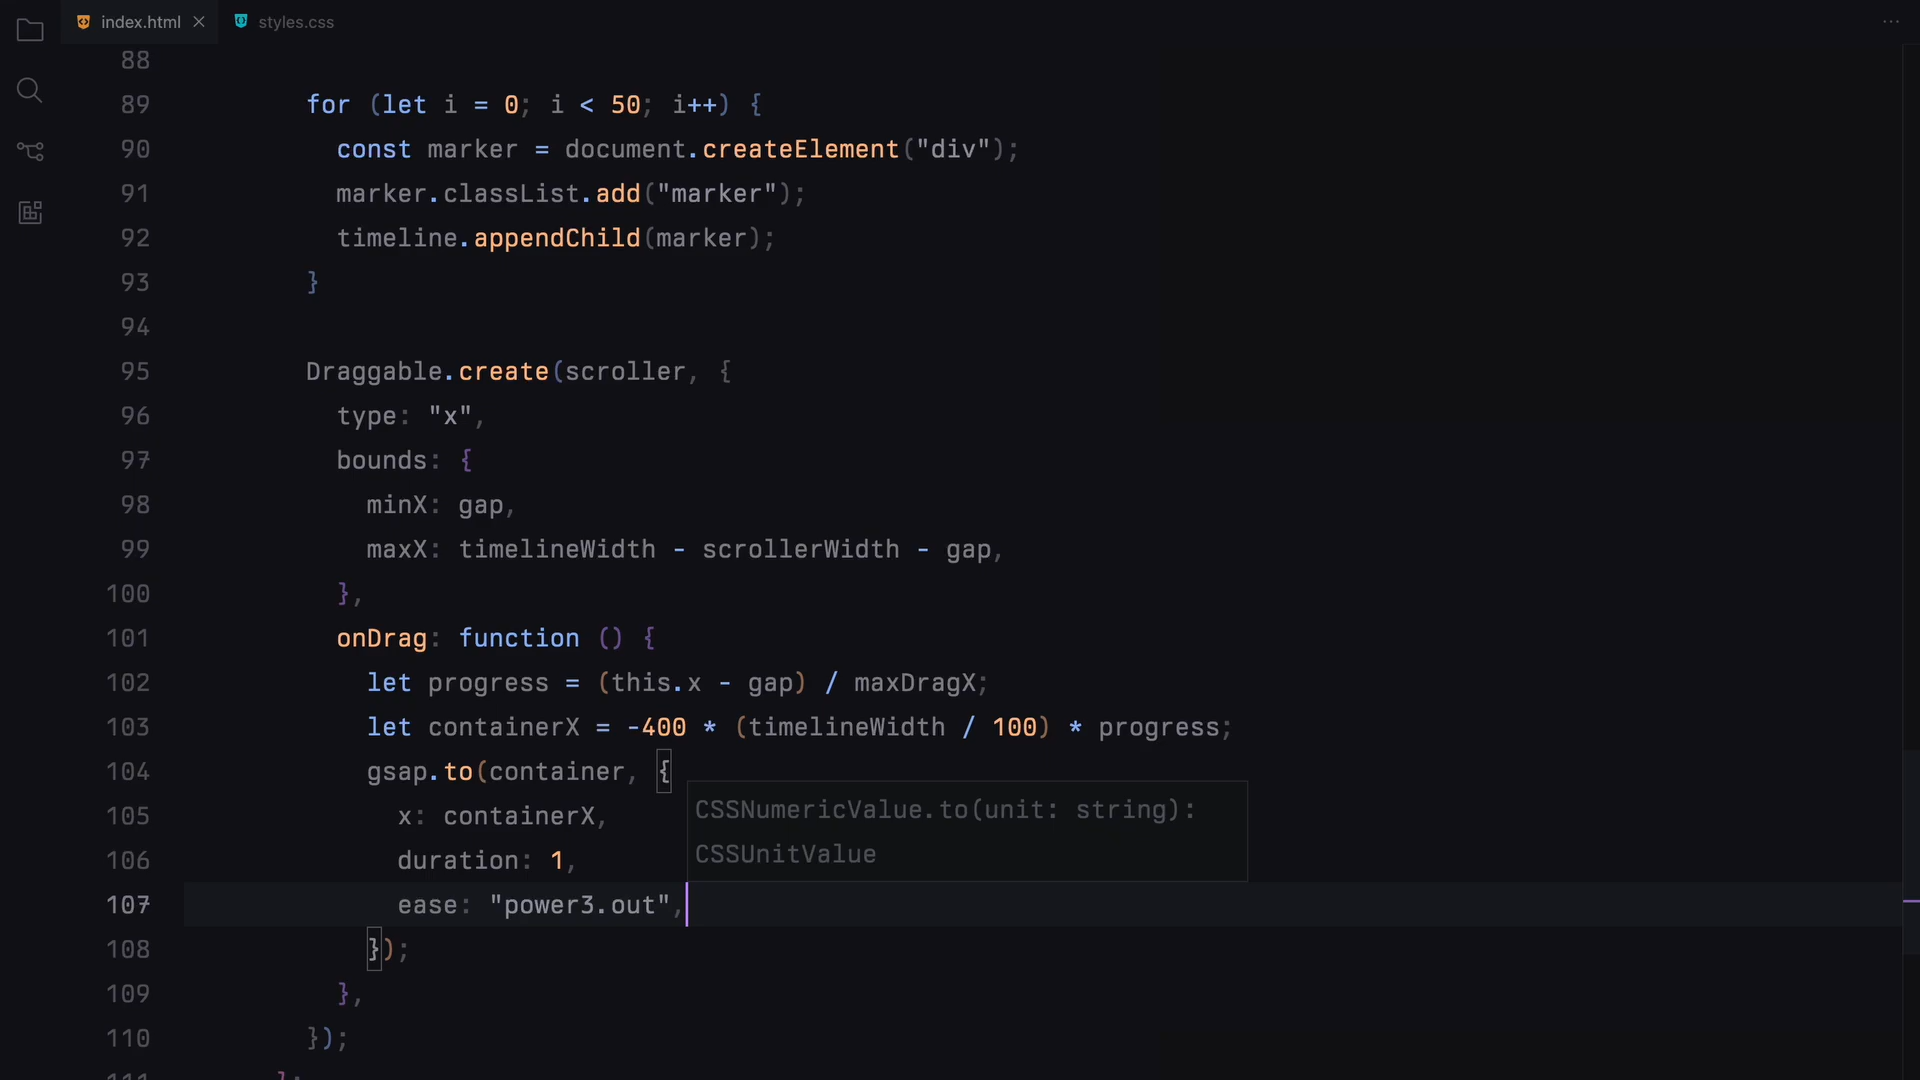 index.html
styles.css
88
89 for (let i = 0; i < 50; i++) {
90 const marker = document.createElement("div");
91 marker.classList.add("marker");
92 timeline.appendChild(marker);
93 }
94
95 Draggable.create(scroller, {
96 type: "x",
97 bounds: {
98 minX: gap,
99 maxX: timelineWidth - scrollerWidth - gap,
100 },
101 onDrag: function () {
102 let progress = (this.x - gap) / maxDragX;
103 let containerX = -400 * (timelineWidth / 100) * progress;
104 gsap.to(container, {
CSSNumericValue.to(unit: string):
105 x: containerX,
CSSUnitValue
106 duration: 1,
107 ease: "power3.out",
108 });
109 },
110 });